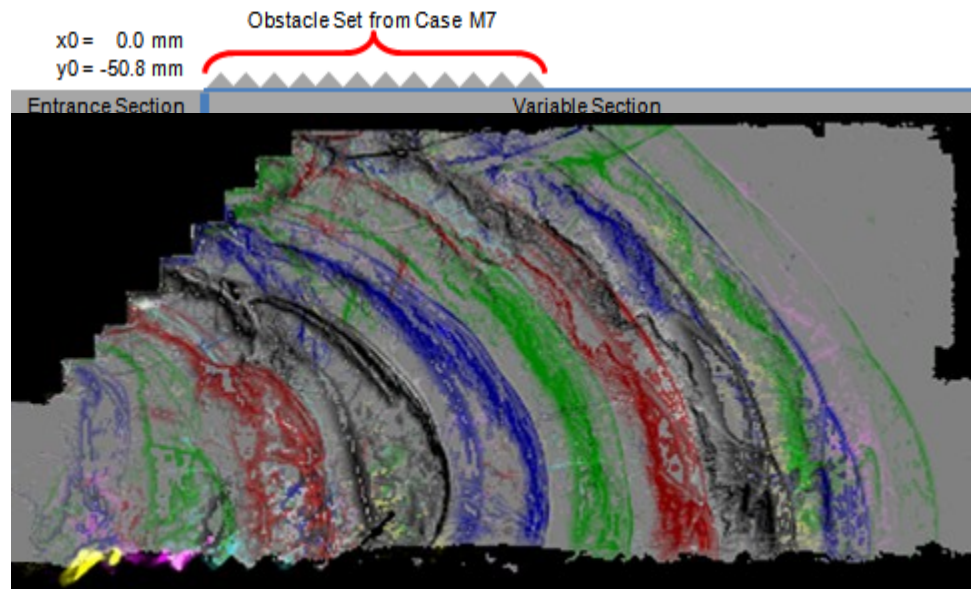 Obstacle Set from Case M7
x0 = 0.0 mm
y0 = -50.8 mm
Entrance Section
Variable Section